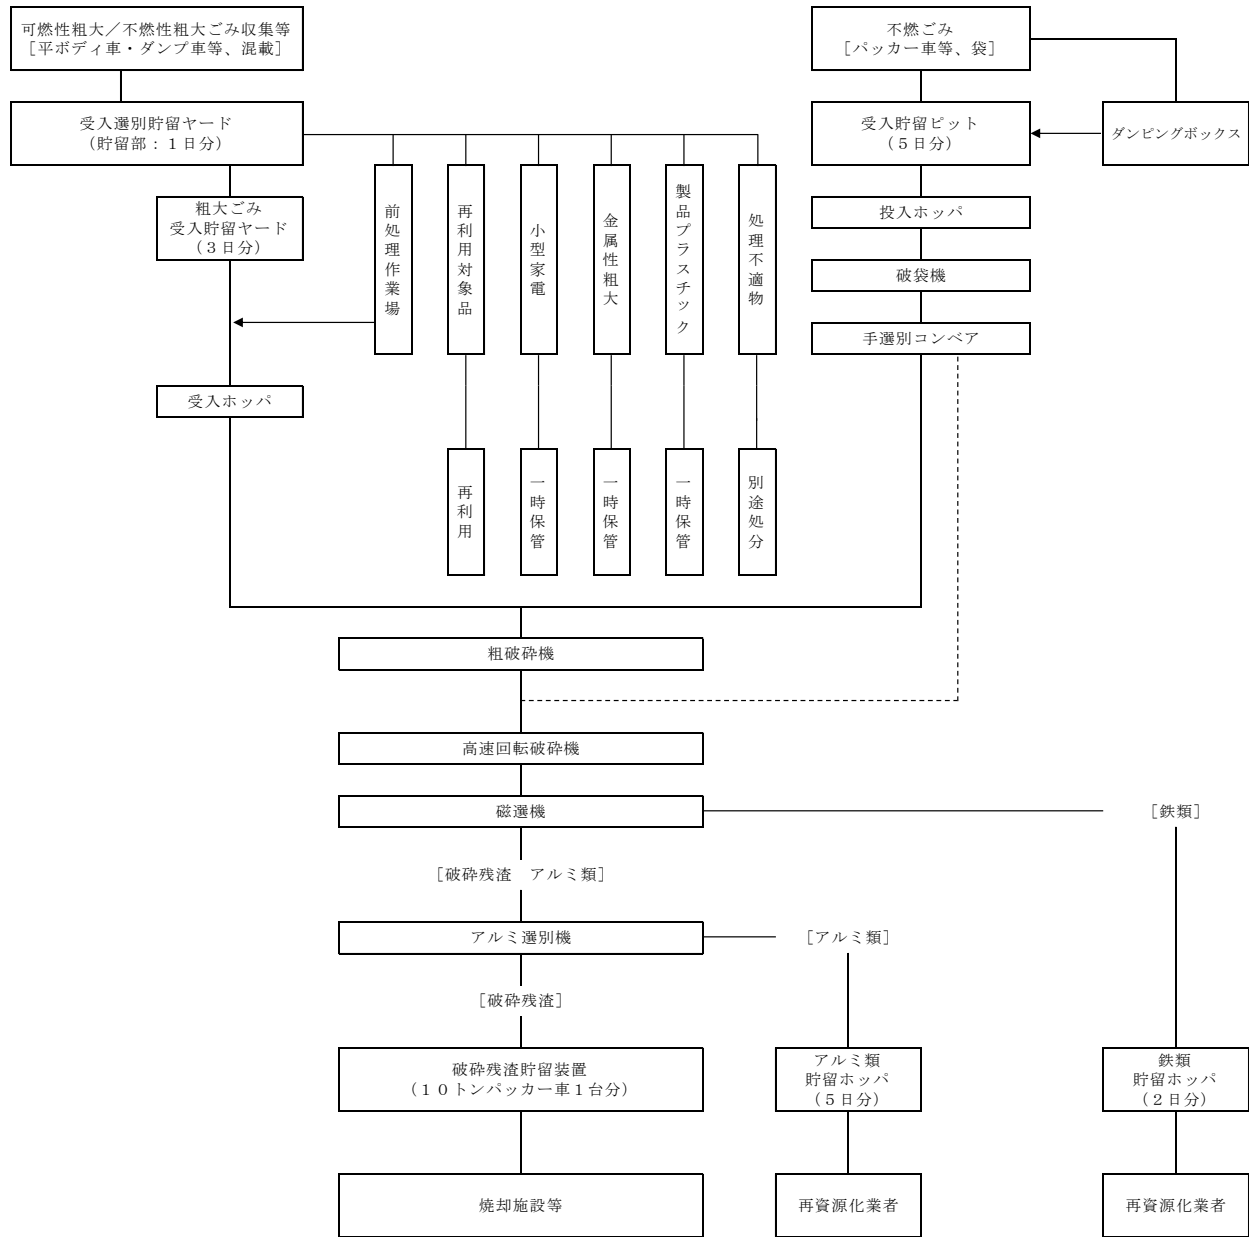 可燃性粗大／不燃性粗大ごみ収集等
［平ボディ車・ダンプ車等、混載］
不燃ごみ
［パッカー車等、袋］
受入選別貯留ヤード
（貯留部：１日分）
受入貯留ピット
（５日分）
ダンピングボックス
粗大ごみ
受入貯留ヤード
（３日分）
前処理作業場
再利用対象品
小型家電
金属性粗大
製品プラスチック
処理不適物
投入ホッパ
破袋機
手選別コンベア
受入ホッパ
再利用
一時保管
一時保管
一時保管
別途処分
粗破砕機
高速回転破砕機
磁選機
［鉄類］
［破砕残渣　アルミ類］
アルミ選別機
［アルミ類］
［破砕残渣］
破砕残渣貯留装置
（１０トンパッカー車１台分）
アルミ類
貯留ホッパ
（５日分）
鉄類
貯留ホッパ
（２日分）
焼却施設等
再資源化業者
再資源化業者